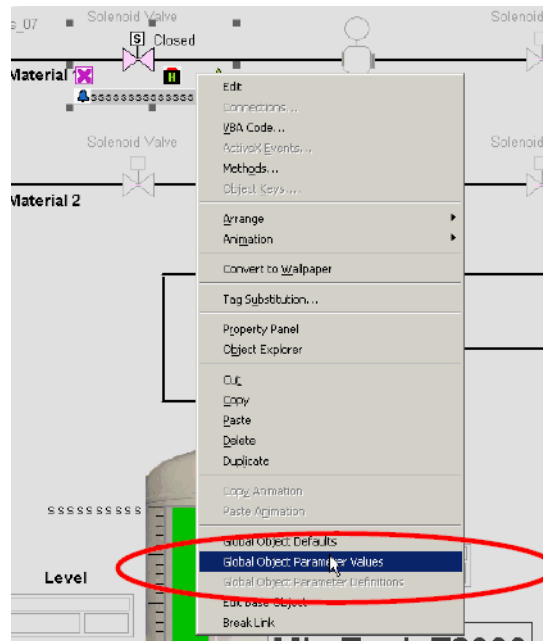 s_07
Solenoid Valve
Solenoid
S Closed
Material 1
H
sssssssssssssss
Solenoid Valve
Solenoid
Material 2
Edit
Connections...
VBA Code...
ActiveX Events...
Methods...
Object Keys...
Arrange
Animation
Convert to Wallpaper
Tag Substitution...
Property Panel
Object Explorer
Cut
Copy
Paste
Delete
Duplicate
Copy Animation
Paste Animation
Global Object Defaults
Global Object Parameter Values
Global Object Parameter Definitions
Edit Base Object
Break Link
ssssssssss
Level